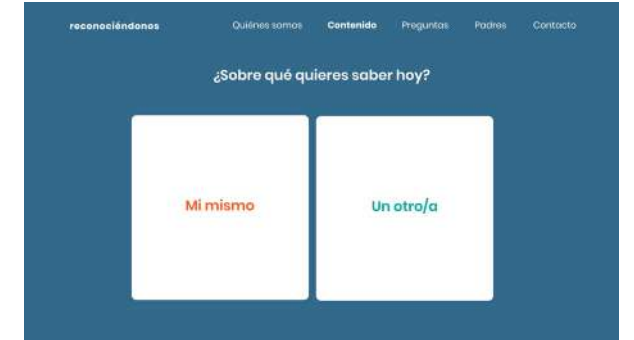 reconociéndonos Quiénes somos Contenido Preguntas Padres Contacto
¿Sobre qué quieres saber hoy?
Mi mismo Un otro/a